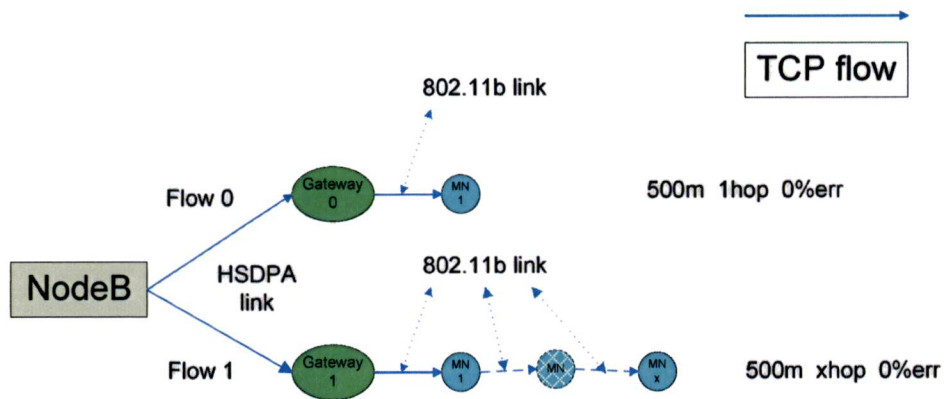 TCP flow
802.11b link
Flow 0
Gateway
0
MN
1
500m 1hop 0%err
NodeB
HSDPA
link
802.11b link
Flow 1
Gateway
1
MN
1
MN
MN
x
500m xhop 0%err